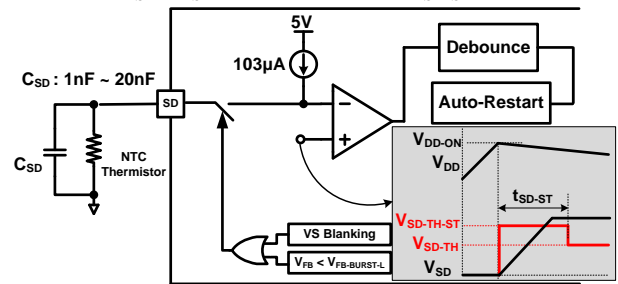 5V
103µA
Debounce
Auto-Restart
C_SD : 1nF ~ 20nF
SD
−
+
C_SD
NTC
Thermistor
V_DD-ON
V_DD
t_SD-ST
V_SD-TH-ST
V_SD-TH
V_SD
VS Blanking
V_FB < V_FB-BURST-L